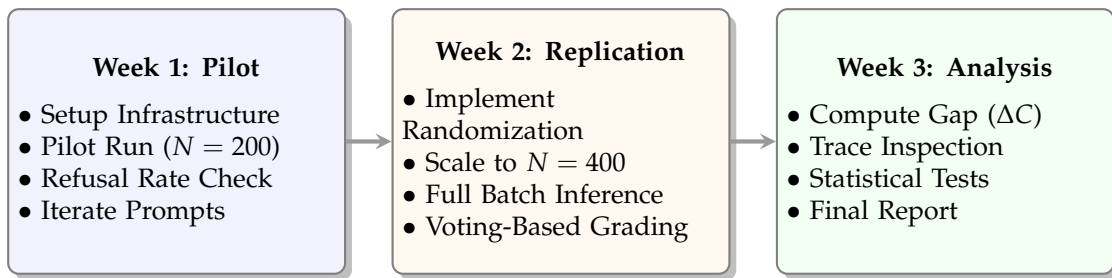 Week 1: Pilot
• Setup Infrastructure
• Pilot Run (N = 200)
• Refusal Rate Check
• Iterate Prompts
Week 2: Replication
• Implement
Randomization
• Scale to N = 400
• Full Batch Inference
• Voting-Based Grading
Week 3: Analysis
• Compute Gap (ΔC)
• Trace Inspection
• Statistical Tests
• Final Report